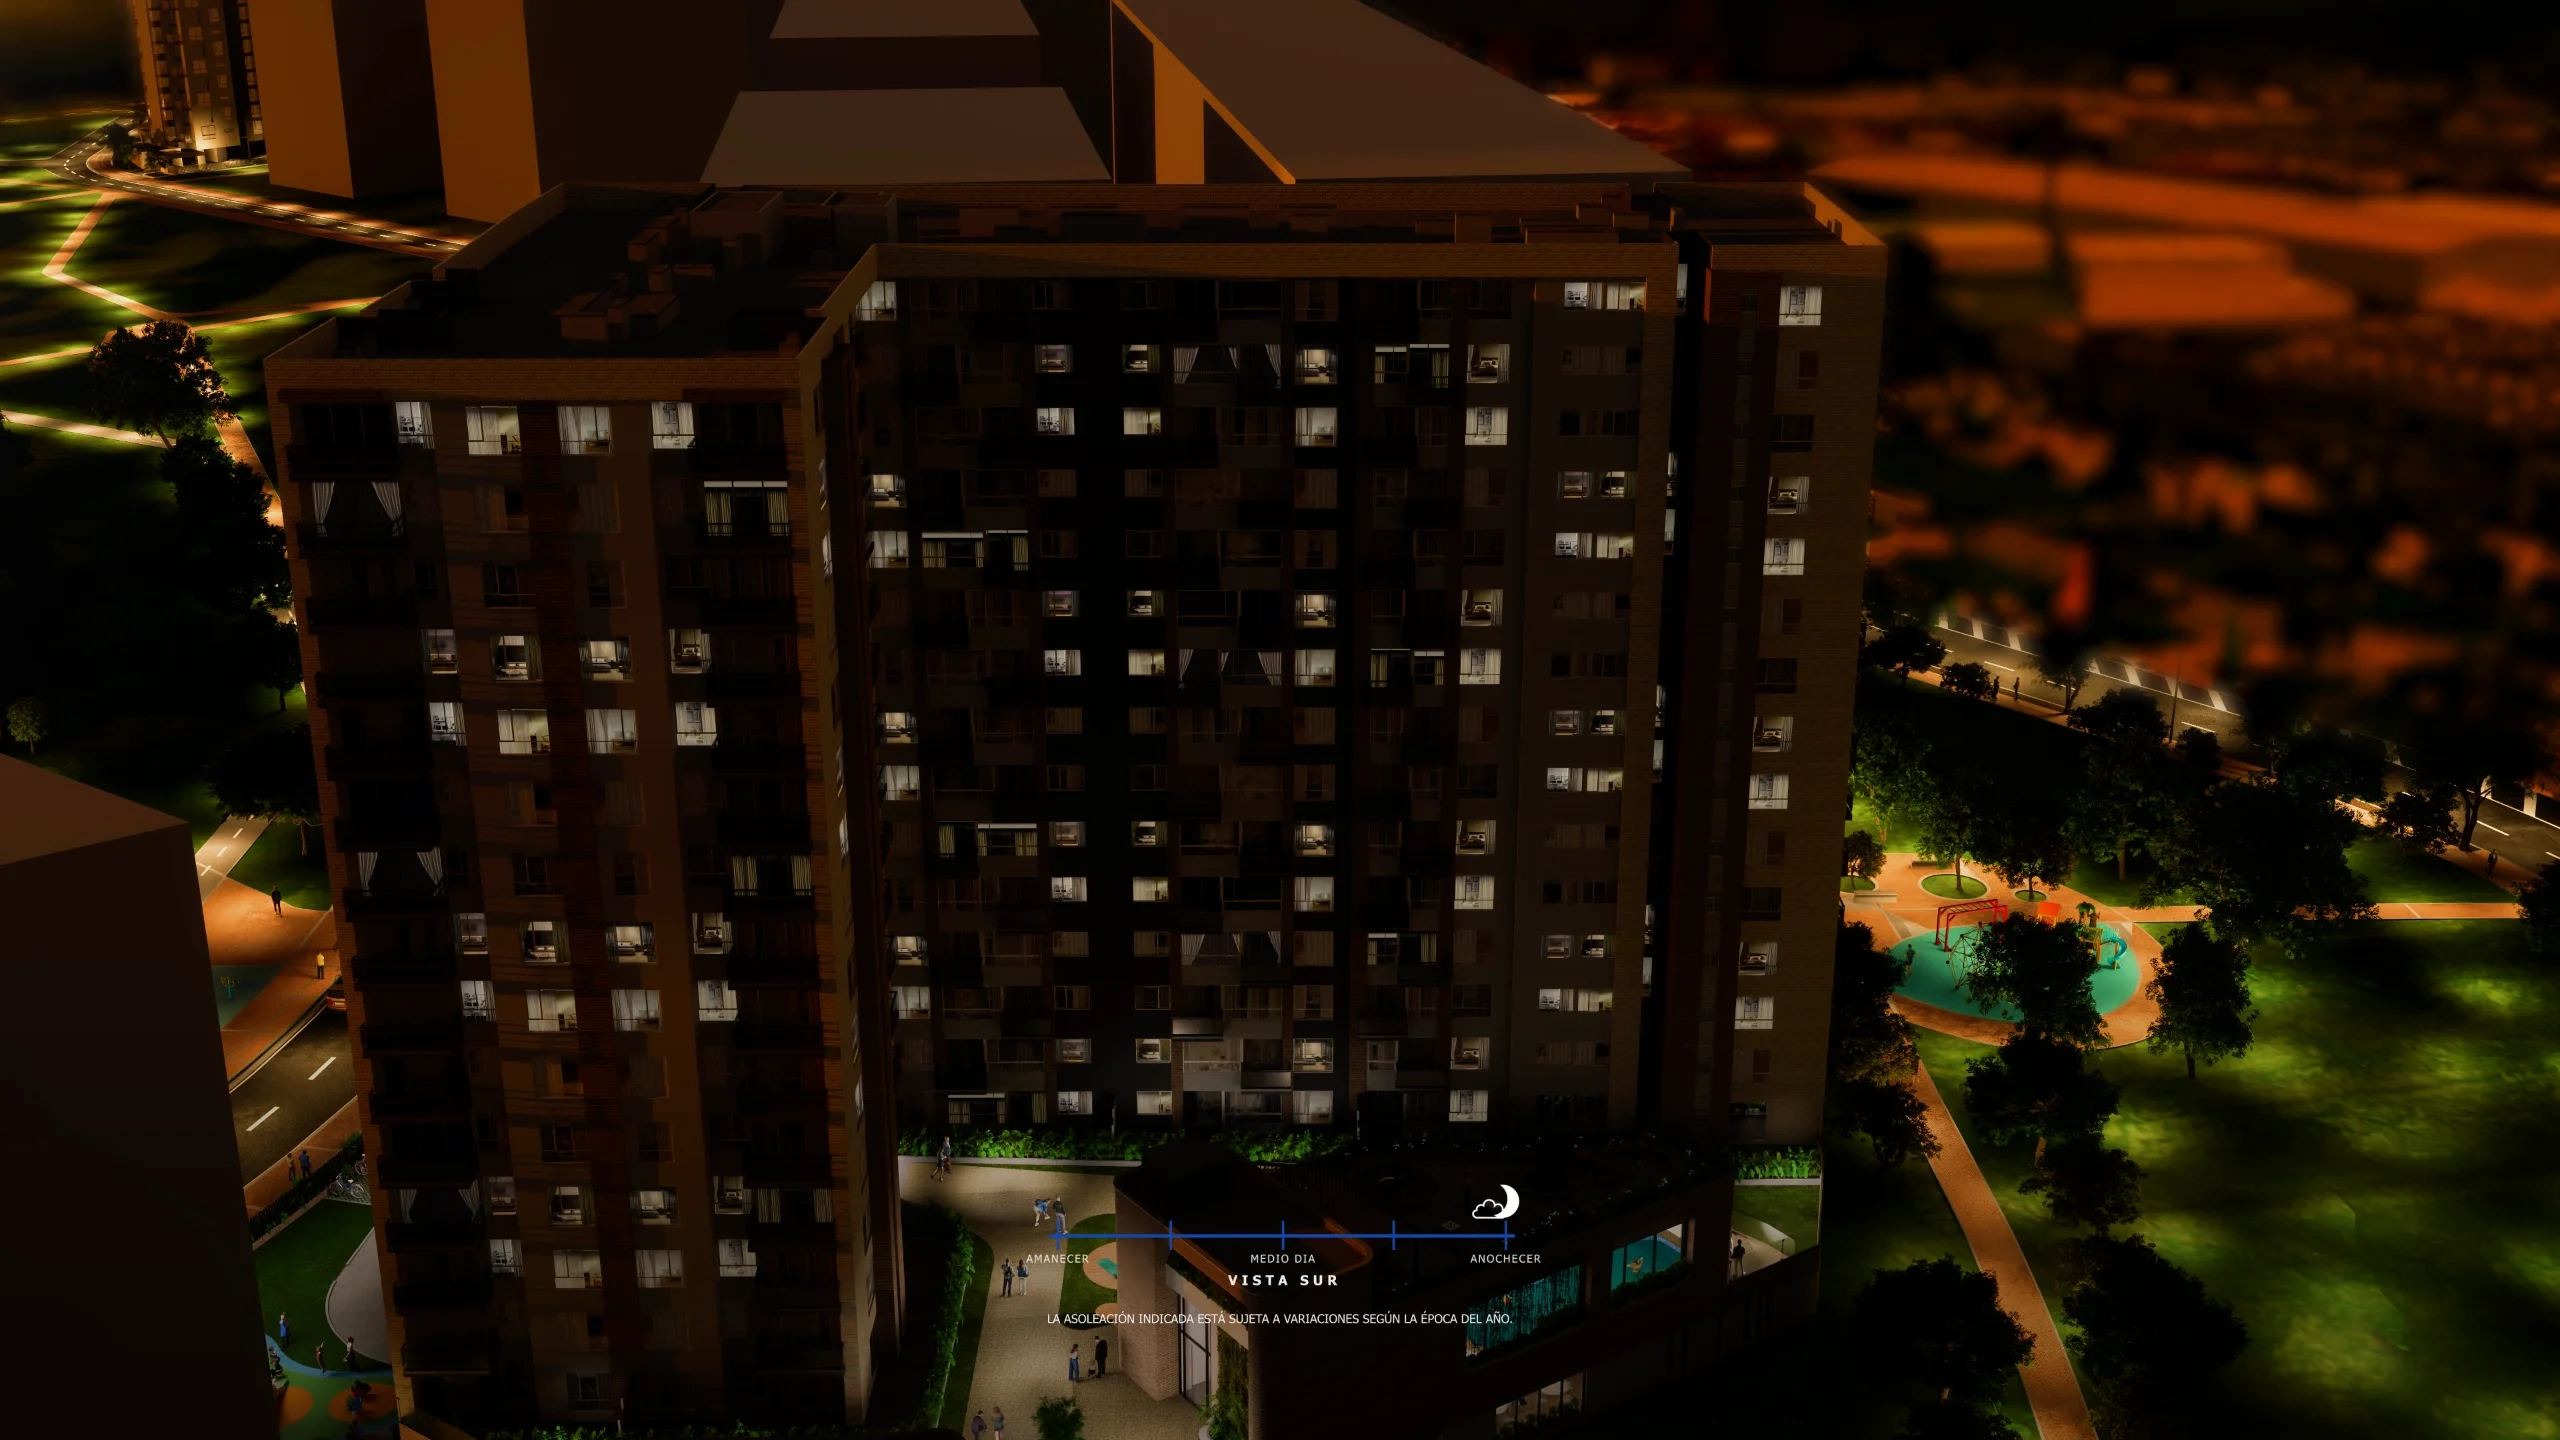 AMANECER MEDIO DIA ANOCHECER
VISTA SUR
LA ASOLEACIÓN INDICADA ESTÁ SUJETA A VARIACIONES SEGÚN LA ÉPOCA DEL AÑO.